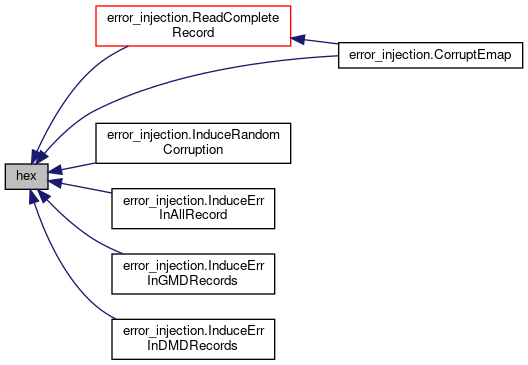 error_injection.ReadComplete
Record
error_injection.CorruptEmap
error_injection.InduceRandom
Corruption
hex
error_injection.InduceErr
InAllRecord
error_injection.InduceErr
InGMDRecords
error_injection.InduceErr
InDMDRecords